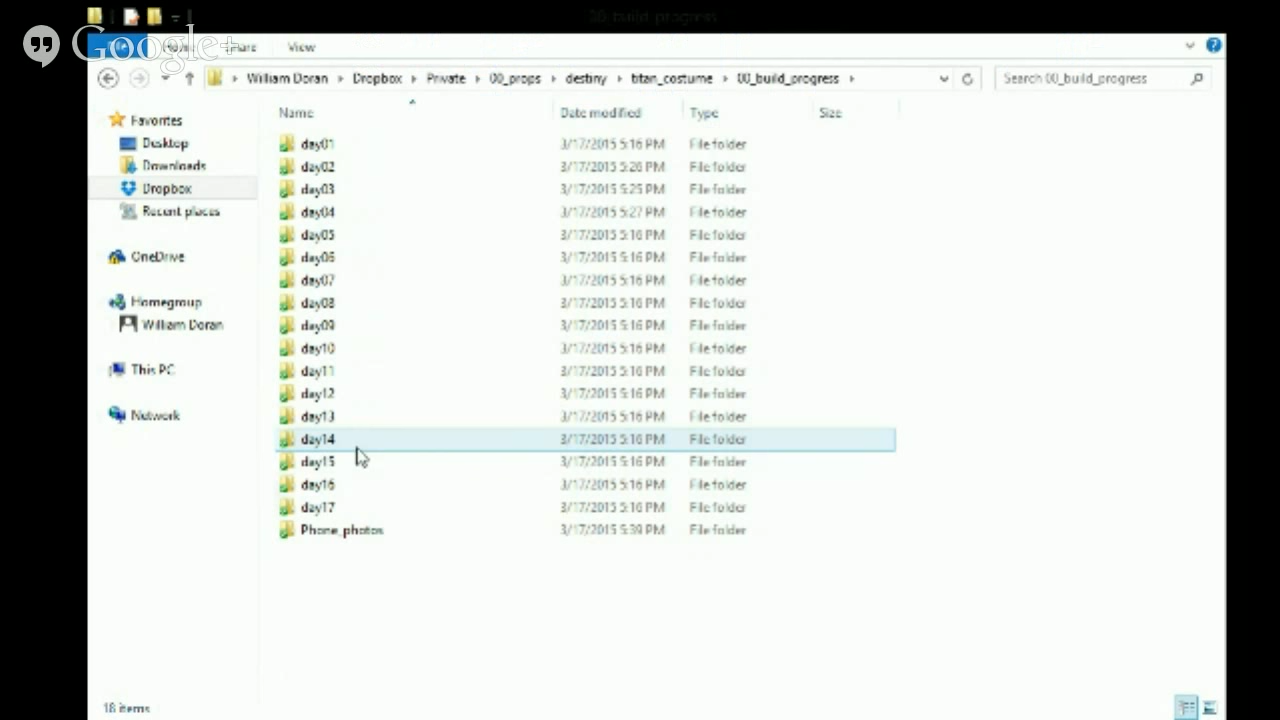 00_build_progress
Google+
File Home Share View
William Doran Dropbox Private 00_props destiny titan_costume 00_build_progress Search 00_build_progress
Name Date modified Type Size
Favorites
Desktop
Downloads
Dropbox
Recent places
OneDrive
Homegroup
William Doran
This PC
Network
day01 3/17/2015 5:16 PM File folder
day02 3/17/2015 5:26 PM File folder
day03 3/17/2015 5:25 PM File folder
day04 3/17/2015 5:27 PM File folder
day05 3/17/2015 5:16 PM File folder
day06 3/17/2015 5:16 PM File folder
day07 3/17/2015 5:16 PM File folder
day08 3/17/2015 5:16 PM File folder
day09 3/17/2015 5:16 PM File folder
day10 3/17/2015 5:16 PM File folder
day11 3/17/2015 5:16 PM File folder
day12 3/17/2015 5:16 PM File folder
day13 3/17/2015 5:16 PM File folder
day14 3/17/2015 5:16 PM File folder
day15 3/17/2015 5:16 PM File folder
day16 3/17/2015 5:16 PM File folder
day17 3/17/2015 5:16 PM File folder
Phone_photos 3/17/2015 5:39 PM File folder
18 items